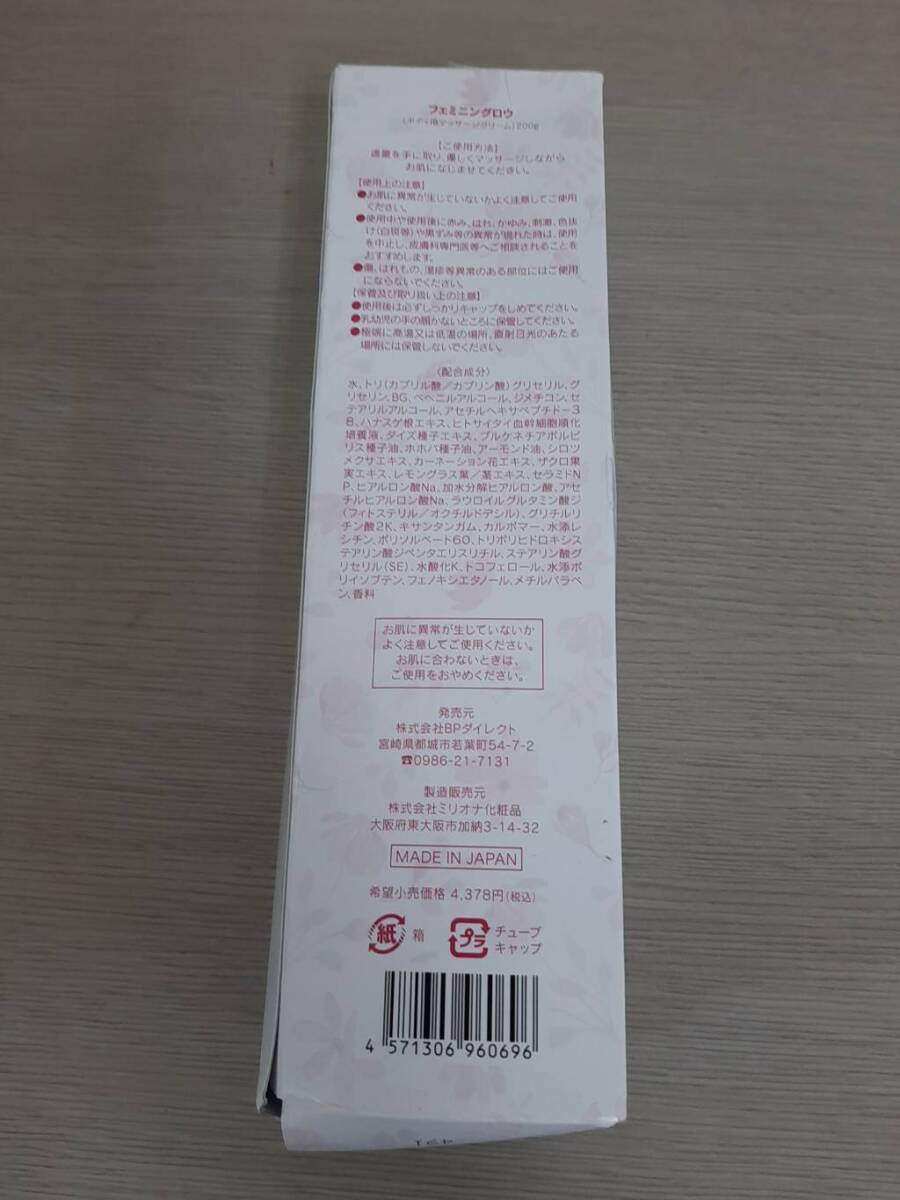 フェミニングロウ
(ボディ用マッサージクリーム)200g
【ご使用方法】
適量を手に取り、優しくマッサージしながら
お肌になじませてください。
【使用上の注意】
●お肌に異常が生じていないかよく注意してご使用
ください。
●使用中や使用後に赤み、はれ、かゆみ、刺激、色抜
け(白斑等)や黒ずみ等の異常が現れた時は、使用
を中止し、皮膚科専門医等へご相談されることを
おすすめします。
●傷、はれもの、湿疹等異常のある部位にはご使用
にならないでください。
【保管及び取り扱い上の注意】
●使用後は必ずしっかりキャップをしめてください。
●乳幼児の手の届かないところに保管してください。
●極端に高温又は低温の場所、直射日光のあたる
場所には保管しないでください。
〈配合成分〉
水、トリ(カプリル酸/カプリン酸)グリセリル、グ
リセリン、BG、ベヘニルアルコール、ジメチコン、セ
テアリルアルコール、アセチルヘキサペプチド-3
8、ハナスゲ根エキス、ヒトサイタイ血幹細胞順化
培養液、ダイズ種子エキス、プルケネチアボルビ
リス種子油、ホホバ種子油、アーモンド油、シロツ
メクサエキス、カーネーション花エキス、ザクロ果
実エキス、レモングラス葉/茎エキス、セラミドN
P、ヒアルロン酸Na、加水分解ヒアルロン酸、アセ
チルヒアルロン酸Na、ラウロイルグルタミン酸ジ
(フィトステリル/オクチルドデシル)、グリチルリ
チン酸2K、キサンタンガム、カルボマー、水添レ
シチン、ポリソルベート60、トリポリヒドロキシス
テアリン酸ジペンタエリスリチル、ステアリン酸グ
リセリル(SE)、水酸化K、トコフェロール、水添ポ
リイソブテン、フェノキシエタノール、メチルパラベ
ン、香料
お肌に異常が生じていないか
よく注意してご使用ください。
お肌に合わないときは、
ご使用をおやめください。
発売元
株式会社BPダイレクト
宮崎県都城市若葉町54-7-2
☎0986-21-7131
製造販売元
株式会社ミリオナ化粧品
大阪府東大阪市加納3-14-32
MADE IN JAPAN
希望小売価格 4,378円(税込)
紙 箱
プラ チューブ
キャップ
4 571306 960696